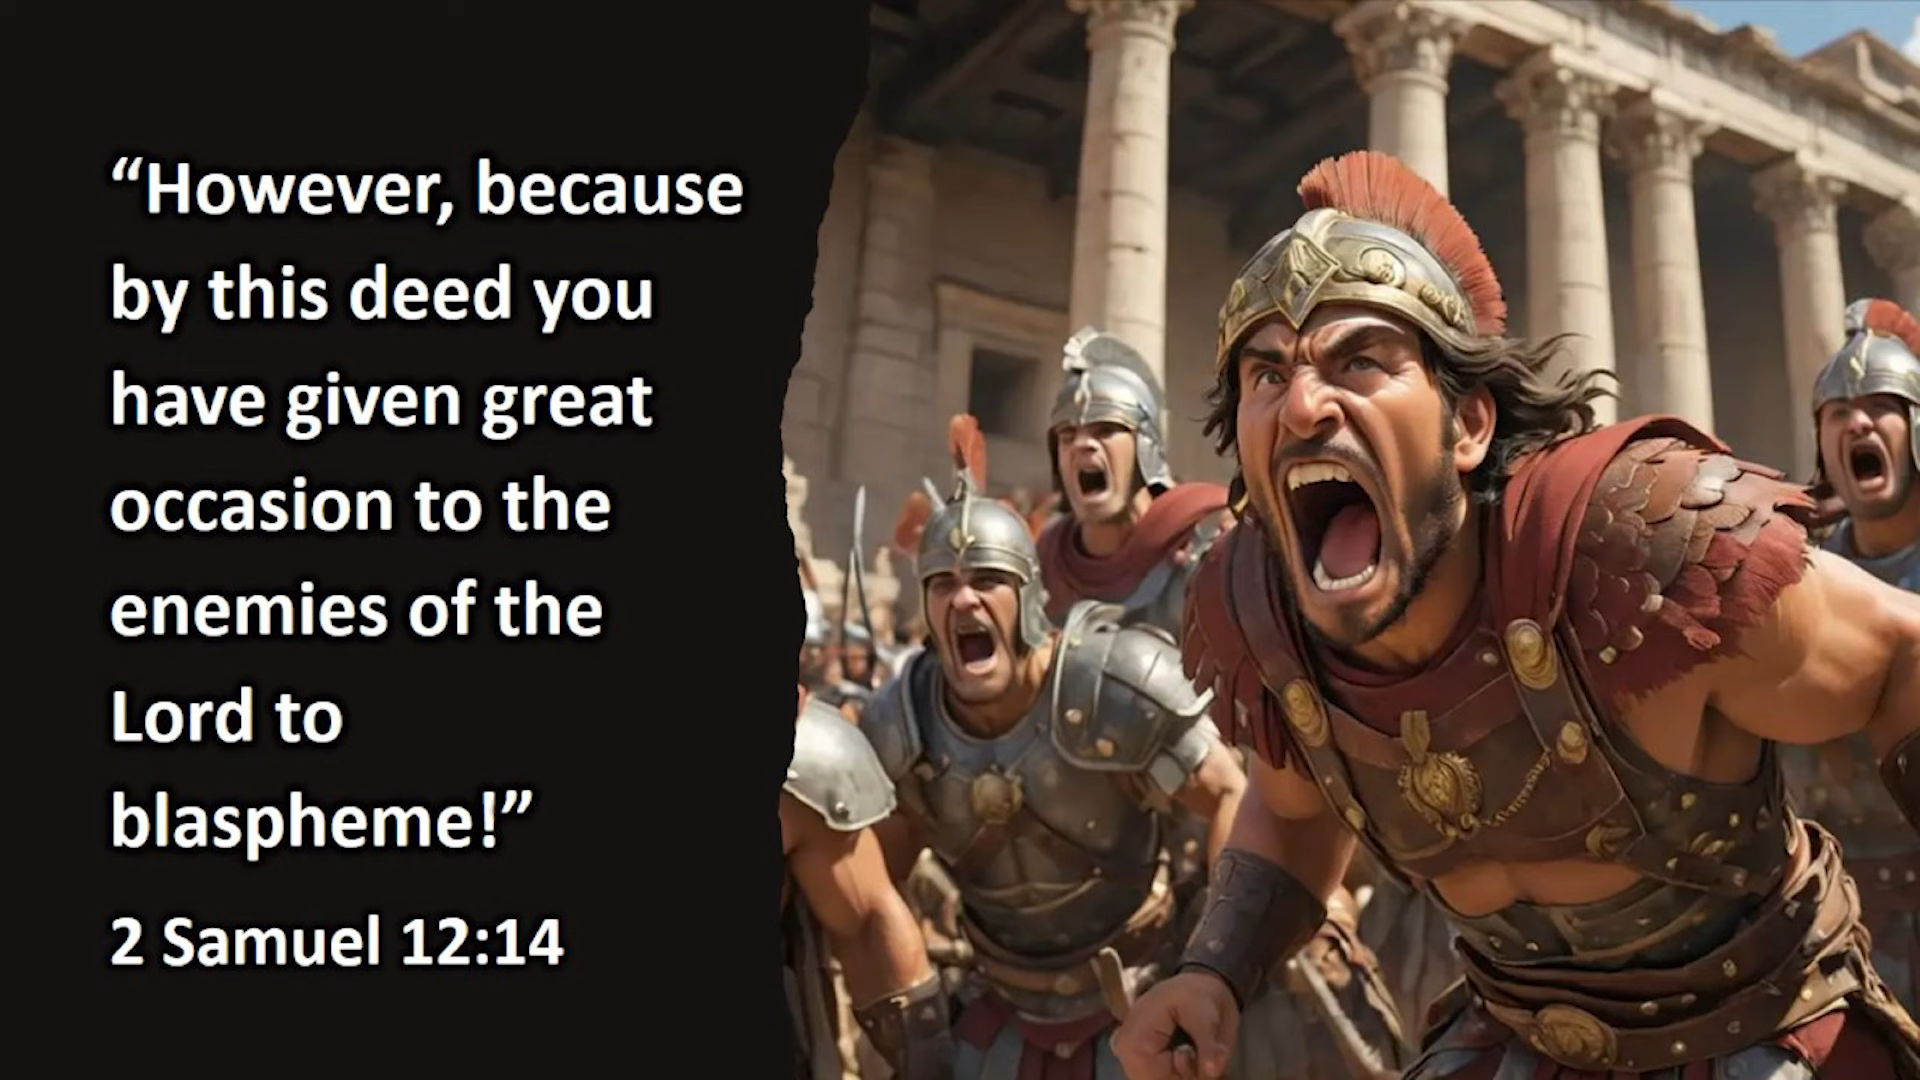 “However, because
by this deed you
have given great
occasion to the
enemies of the
Lord to
blaspheme!”
2 Samuel 12:14